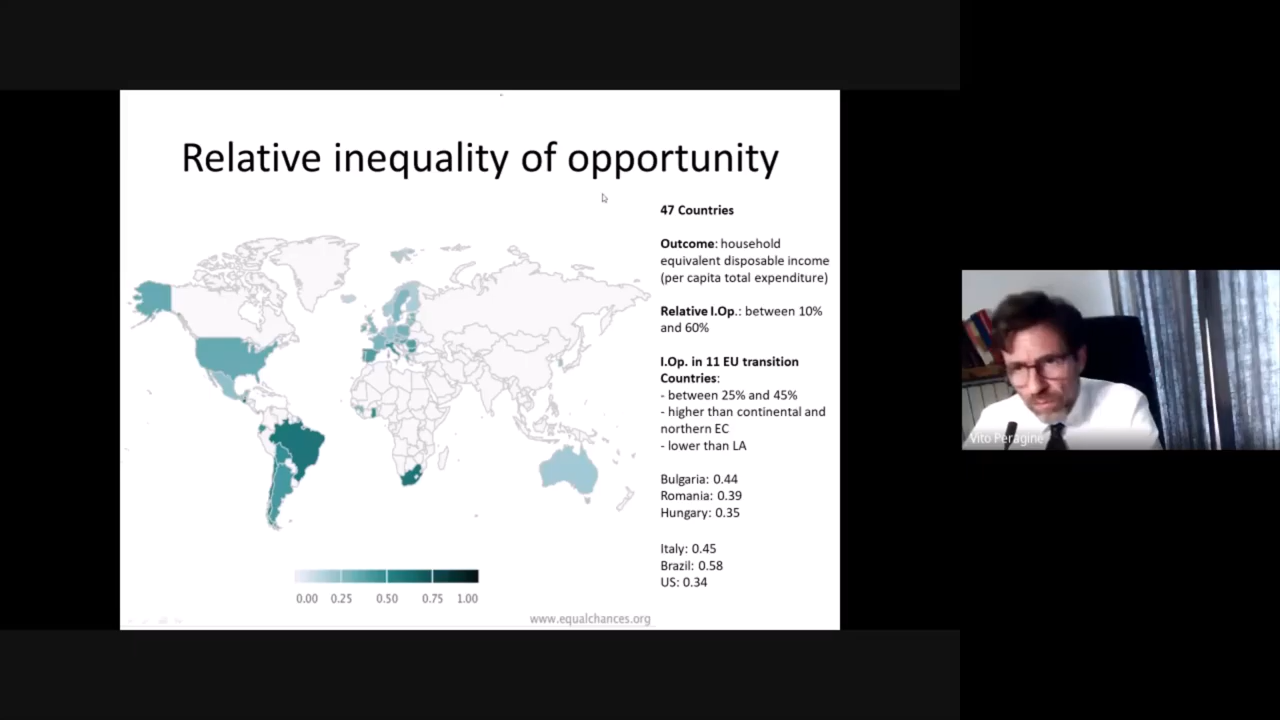 Relative inequality of opportunity
47 Countries
Outcome: household
equivalent disposable income
(per capita total expenditure)
Relative I.Op.: between 10%
and 60%
I.Op. in 11 EU transition
Countries:
- between 25% and 45%
- higher than continental and
northern EC
- lower than LA
Bulgaria: 0.44
Romania: 0.39
Hungary: 0.35
Italy: 0.45
Brazil: 0.58
US: 0.34
0.00 0.25 0.50 0.75 1.00
www.equalchances.org
Vito Peragine